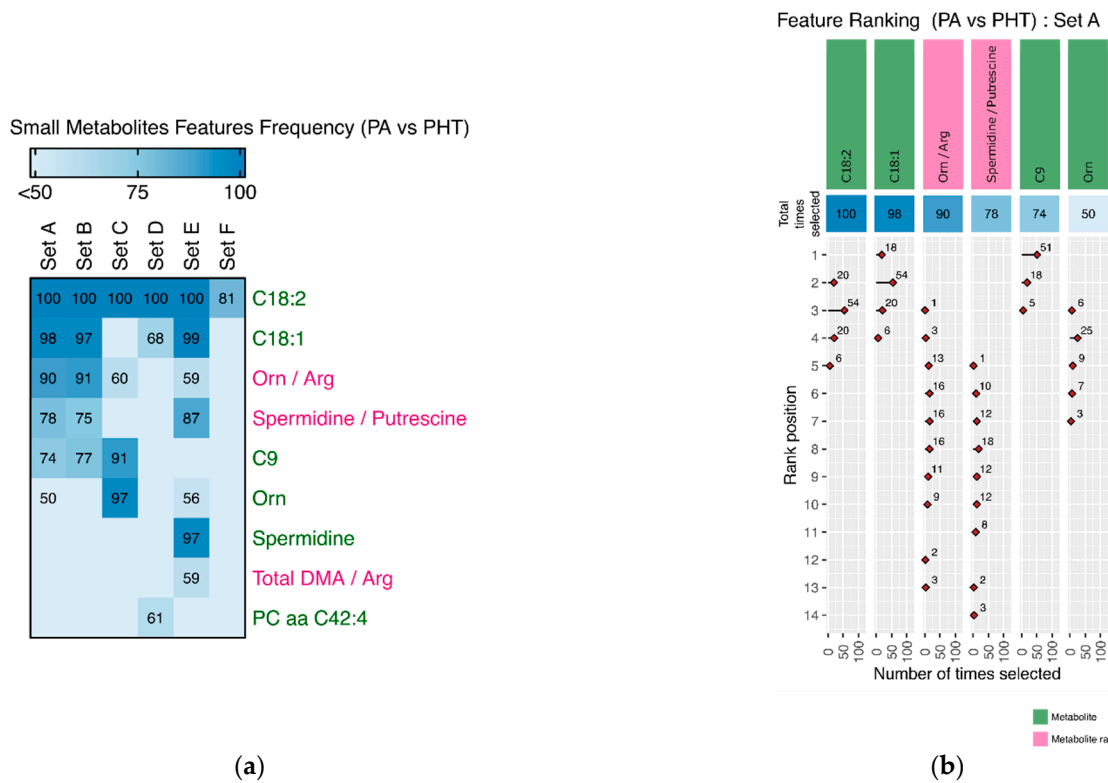 Small Metabolites Features Frequency (PA vs PHT)
<50 75 100
Set A Set B Set C Set D Set E Set F
100 100 100 100 100 81 C18:2
98 97 68 99 C18:1
90 91 60 59 Orn / Arg
78 75 87 Spermidine / Putrescine
74 77 91 C9
50 97 56 Orn
97 Spermidine
59 Total DMA / Arg
61 PC aa C42:4
(a)
Feature Ranking (PA vs PHT) : Set A
C18:2 C18:1 Orn / Arg Spermidine / Putrescine C9 Orn
Total times selected
100 98 90 78 74 50
Rank position
1 18 51
2 20 54 18
3 54 20 1 5 6
4 20 6 3 25
5 6 13 1 9
6 16 10 7
7 16 12 3
8 16 18
9 11 12
10 9 12
11 8
12 2
13 3 2
14 3
0 50 100 0 50 100 0 50 100 0 50 100 0 50 100 0 50 100
Number of times selected
Metabolite
Metabolite ra
(b)